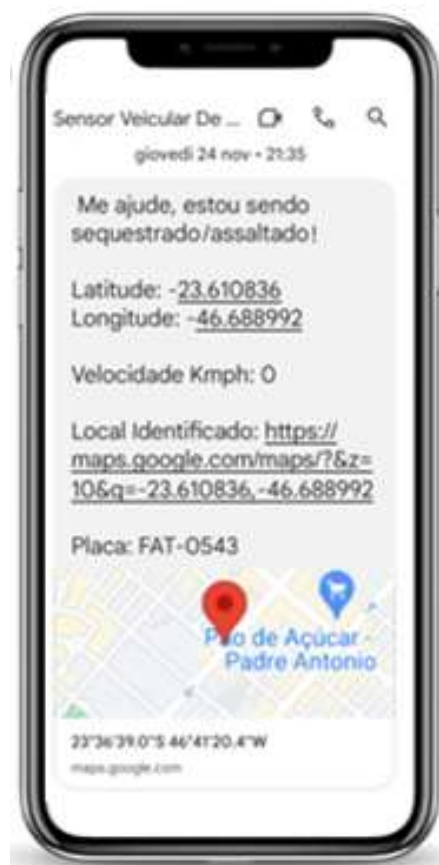 Sensor Veicular De ...
giovedì 24 nov • 21:35
Me ajude, estou sendo
sequestrado/assaltado!
Latitude: -23.610836
Longitude: -46.688992
Velocidade Kmph: 0
Local Identificado: https://
maps.google.com/maps/?&z=
10&q=-23.610836,-46.688992
Placa: FAT-0543
Pão de Açúcar -
Padre Antonio
23°36'39.0"S 46°41'20.4"W
maps.google.com